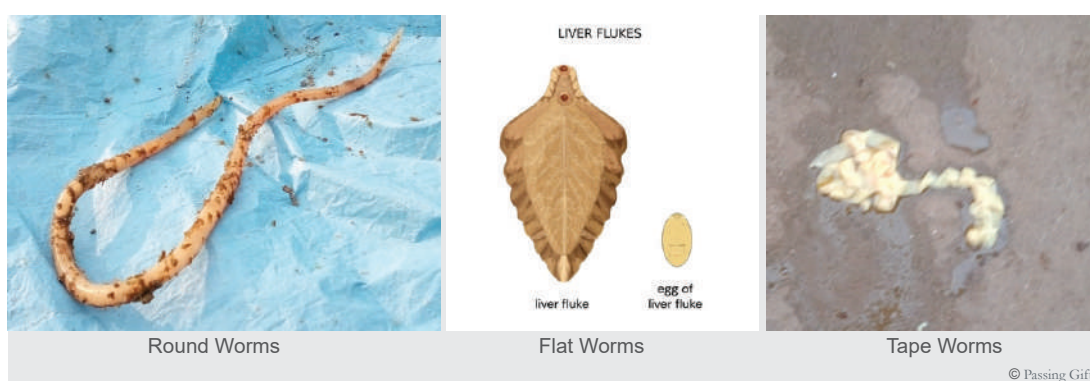 LIVER FLUKES
liver fluke
egg of
liver fluke
Round Worms
Flat Worms
Tape Worms
© Passing Gif